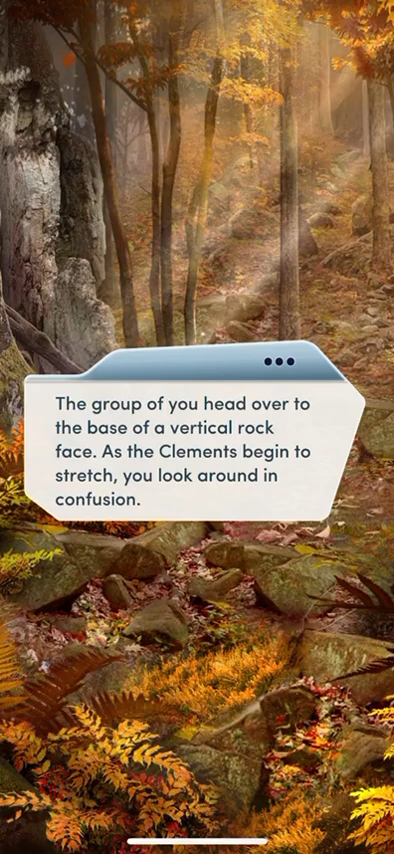 The group of you head over to
the base of a vertical rock
face. As the Clements begin to
stretch, you look around in
confusion.